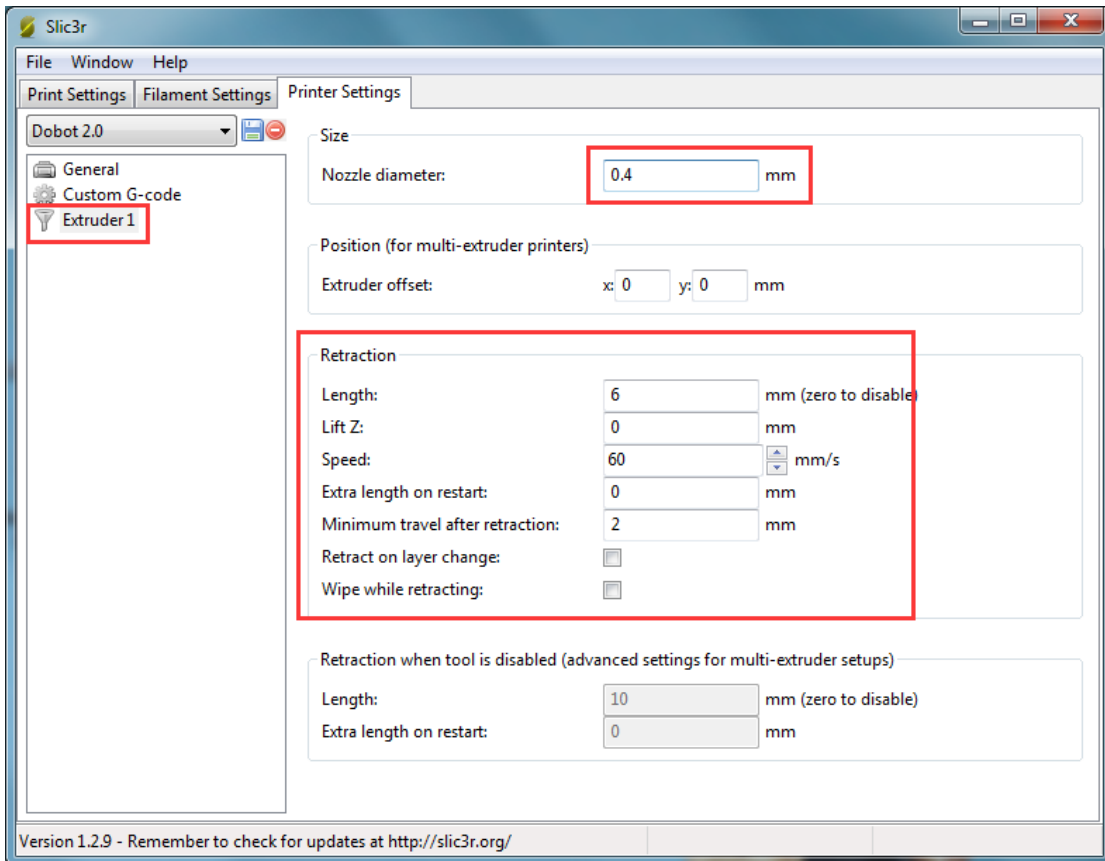 Slic3r
File Window Help
Print Settings Filament Settings Printer Settings
Dobot 2.0
General
Custom G-code
Extruder 1
Size
Nozzle diameter: 0.4 mm
Position (for multi-extruder printers)
Extruder offset: x: 0 y: 0 mm
Retraction
Length: 6 mm (zero to disable)
Lift Z: 0 mm
Speed: 60 mm/s
Extra length on restart: 0 mm
Minimum travel after retraction: 2 mm
Retract on layer change:
Wipe while retracting:
Retraction when tool is disabled (advanced settings for multi-extruder setups)
Length: 10 mm (zero to disable)
Extra length on restart: 0 mm
Version 1.2.9 - Remember to check for updates at http://slic3r.org/